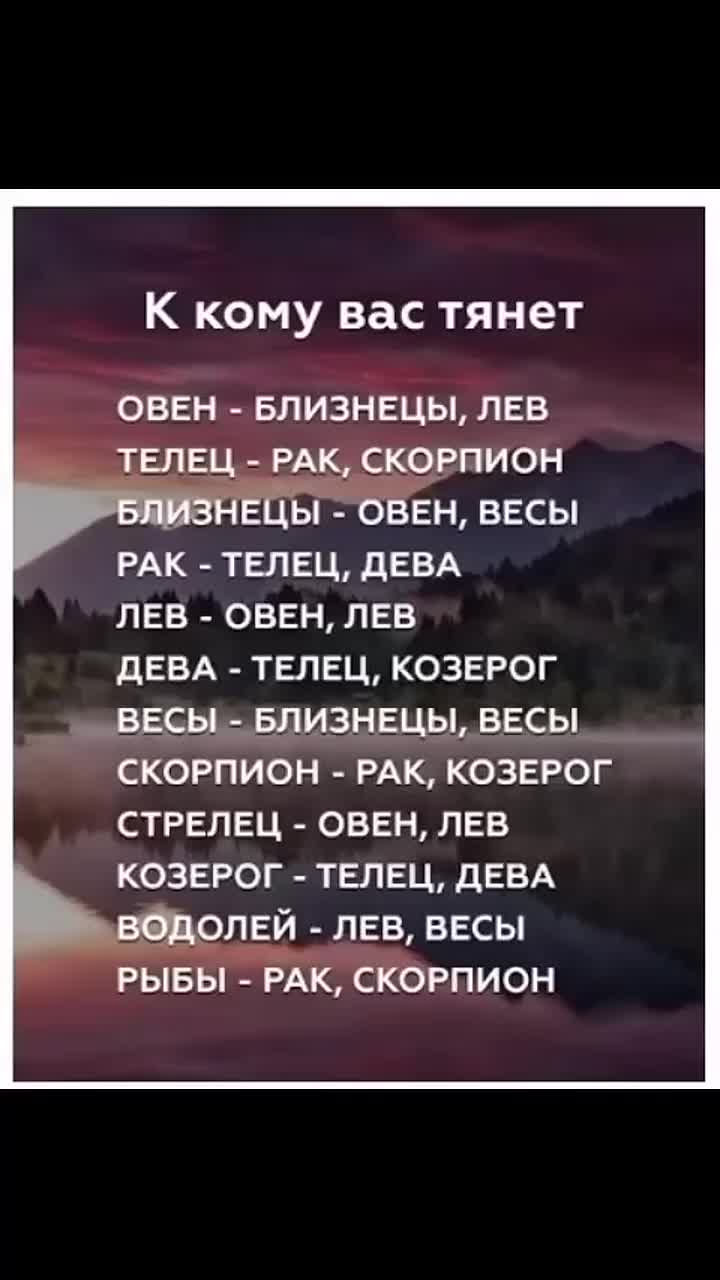 К кому вас тянет
ОВЕН - БЛИЗНЕЦЫ, ЛЕВ
ТЕЛЕЦ - РАК, СКОРПИОН
БЛИЗНЕЦЫ - ОВЕН, ВЕСЫ
РАК - ТЕЛЕЦ, ДЕВА
ЛЕВ - ОВЕН, ЛЕВ
ДЕВА - ТЕЛЕЦ, КОЗЕРОГ
ВЕСЫ - БЛИЗНЕЦЫ, ВЕСЫ
СКОРПИОН - РАК, КОЗЕРОГ
СТРЕЛЕЦ - ОВЕН, ЛЕВ
КОЗЕРОГ - ТЕЛЕЦ, ДЕВА
ВОДОЛЕЙ - ЛЕВ, ВЕСЫ
РЫБЫ - РАК, СКОРПИОН